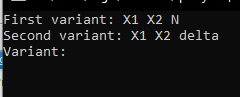 First variant: X1 X2 N
Second variant: X1 X2 delta
Variant: